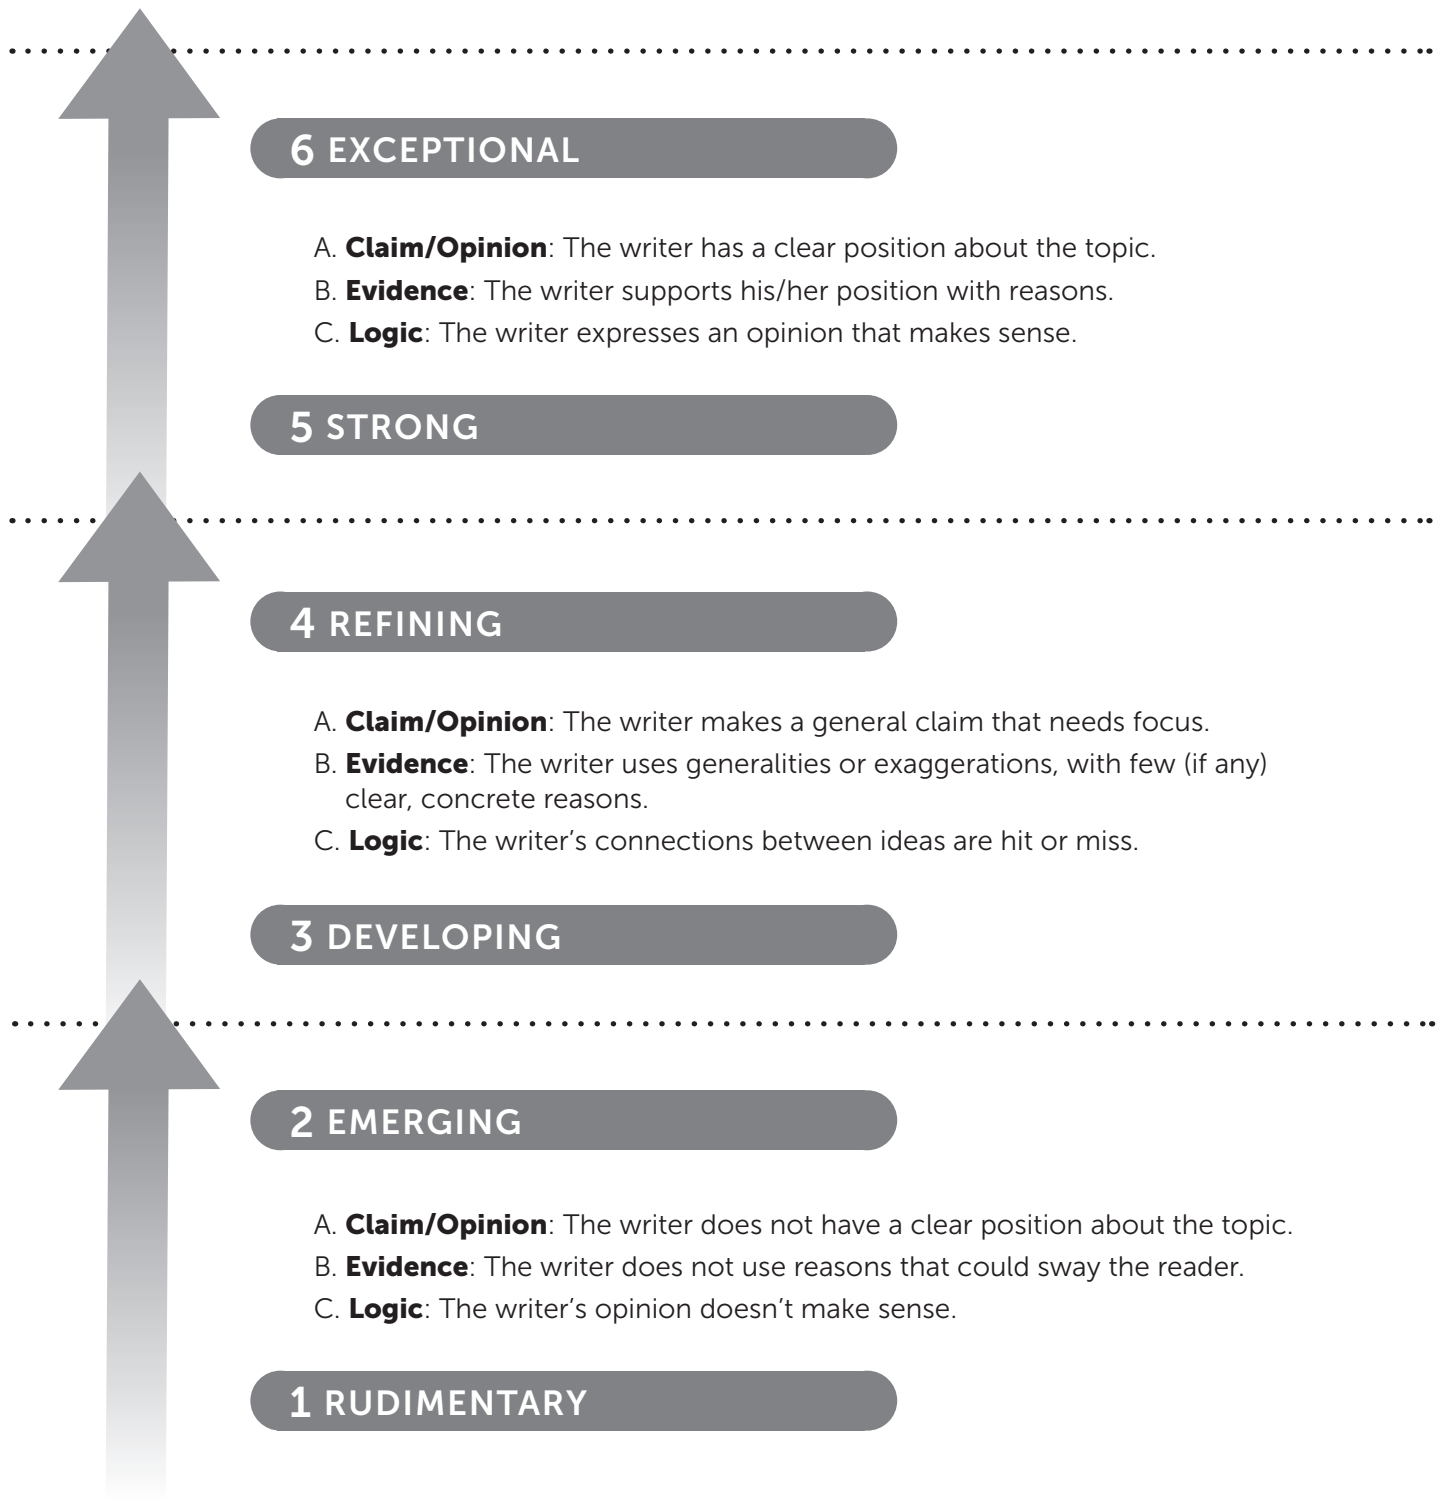 6 EXCEPTIONAL
A. Claim/Opinion: The writer has a clear position about the topic.
B. Evidence: The writer supports his/her position with reasons.
C. Logic: The writer expresses an opinion that makes sense.
5 STRONG
4 REFINING
A. Claim/Opinion: The writer makes a general claim that needs focus.
B. Evidence: The writer uses generalities or exaggerations, with few (if any)
clear, concrete reasons.
C. Logic: The writer’s connections between ideas are hit or miss.
3 DEVELOPING
2 EMERGING
A. Claim/Opinion: The writer does not have a clear position about the topic.
B. Evidence: The writer does not use reasons that could sway the reader.
C. Logic: The writer’s opinion doesn’t make sense.
1 RUDIMENTARY